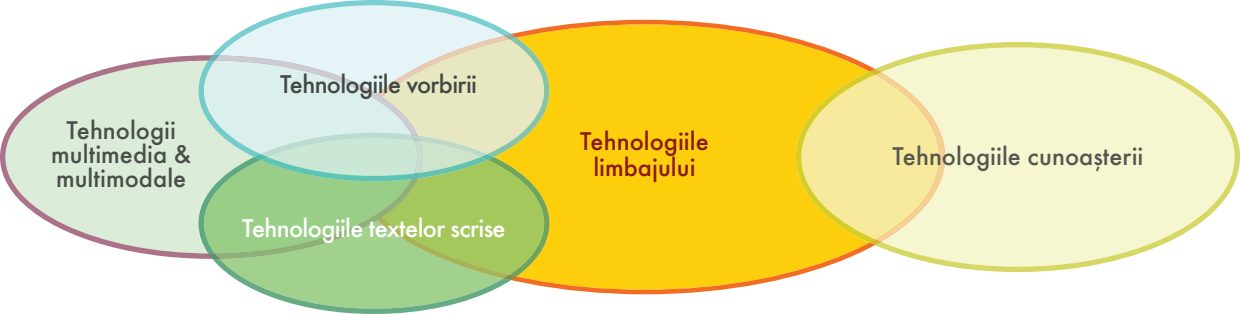 Tehnologiile vorbirii
Tehnologii
multimedia &
multimodale
Tehnologiile
limbajului
Tehnologiile cunoașterii
Tehnologiile textelor scrise